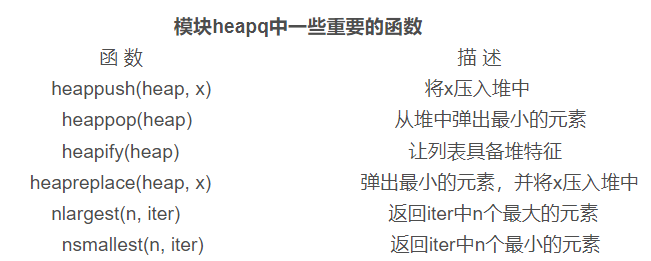 模块heapq中一些重要的函数
函 数 描 述
heappush(heap, x) 将x压入堆中
heappop(heap) 从堆中弹出最小的元素
heapify(heap) 让列表具备堆特征
heapreplace(heap, x) 弹出最小的元素，并将x压入堆中
nlargest(n, iter) 返回iter中n个最大的元素
nsmallest(n, iter) 返回iter中n个最小的元素